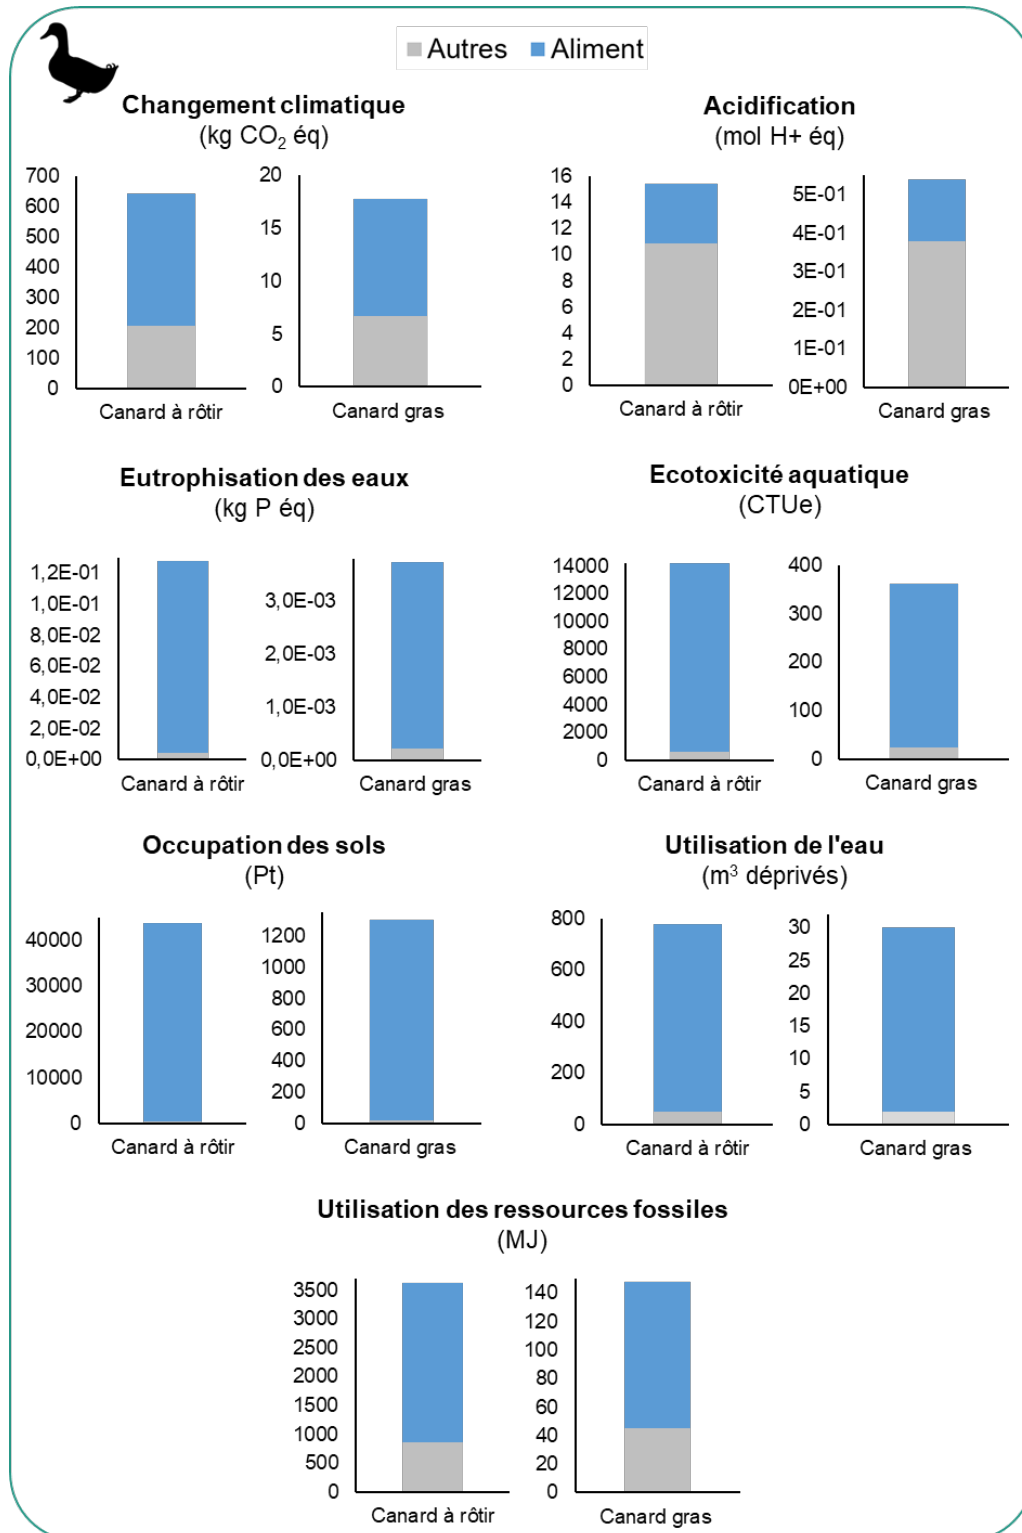 Autres Aliment
Changement climatique
(kg CO₂ éq)
700
600
500
400
300
200
100
0
Canard à rôtir
20
15
10
5
0
Canard gras
Acidification
(mol H+ éq)
16
14
12
10
8
6
4
2
0
Canard à rôtir
5E-01
4E-01
3E-01
2E-01
1E-01
0E+00
Canard gras
Eutrophisation des eaux
(kg P éq)
1,2E-01
1,0E-01
8,0E-02
6,0E-02
4,0E-02
2,0E-02
0,0E+00
Canard à rôtir
3,0E-03
2,0E-03
1,0E-03
0,0E+00
Canard gras
Ecotoxicité aquatique
(CTUe)
14000
12000
10000
8000
6000
4000
2000
0
Canard à rôtir
400
300
200
100
0
Canard gras
Occupation des sols
(Pt)
40000
30000
20000
10000
0
Canard à rôtir
1200
1000
800
600
400
200
0
Canard gras
Utilisation de l'eau
(m³ déprivés)
800
600
400
200
0
Canard à rôtir
30
25
20
15
10
5
0
Canard gras
Utilisation des ressources fossiles
(MJ)
3500
3000
2500
2000
1500
1000
500
0
Canard à rôtir
140
120
100
80
60
40
20
0
Canard gras